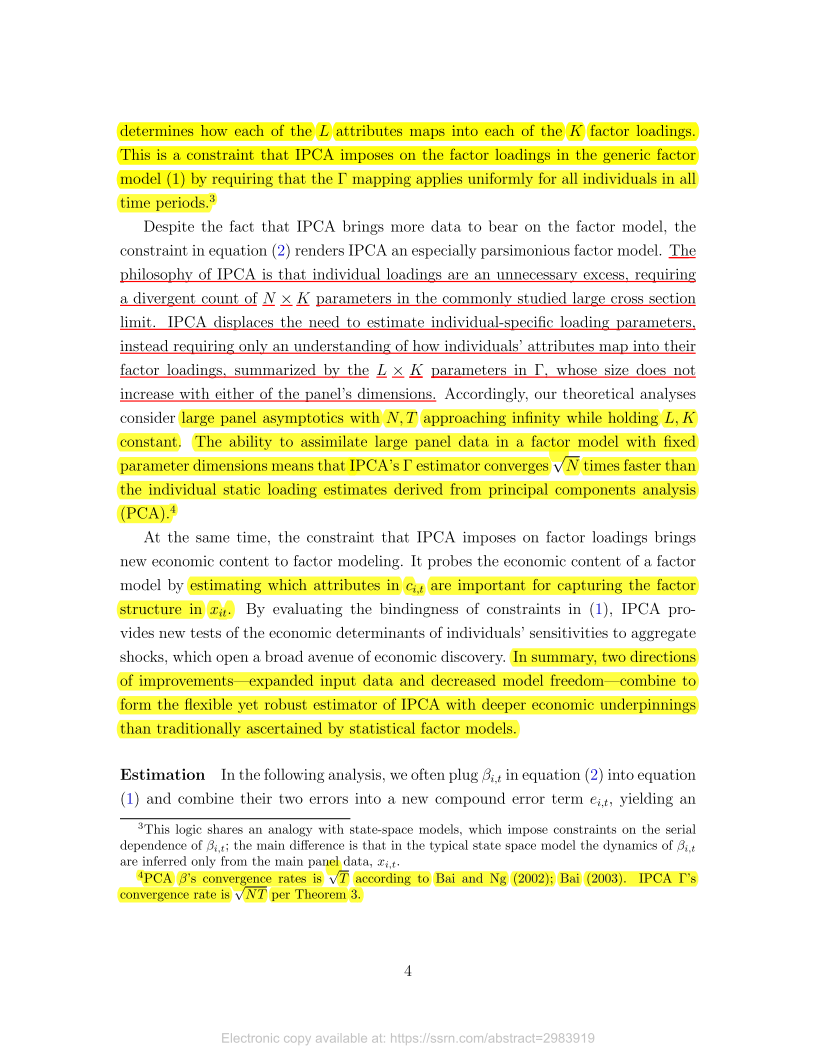 determines how each of the L attributes maps into each of the K factor loadings.
This is a constraint that IPCA imposes on the factor loadings in the generic factor
model (1) by requiring that the Γ mapping applies uniformly for all individuals in all
time periods.³
Despite the fact that IPCA brings more data to bear on the factor model, the
constraint in equation (2) renders IPCA an especially parsimonious factor model. The
philosophy of IPCA is that individual loadings are an unnecessary excess, requiring
a divergent count of N × K parameters in the commonly studied large cross section
limit. IPCA displaces the need to estimate individual-specific loading parameters,
instead requiring only an understanding of how individuals' attributes map into their
factor loadings, summarized by the L × K parameters in Γ, whose size does not
increase with either of the panel's dimensions. Accordingly, our theoretical analyses
consider large panel asymptotics with N, T approaching infinity while holding L, K
constant. The ability to assimilate large panel data in a factor model with fixed
parameter dimensions means that IPCA's Γ estimator converges √N times faster than
the individual static loading estimates derived from principal components analysis
(PCA).⁴
At the same time, the constraint that IPCA imposes on factor loadings brings
new economic content to factor modeling. It probes the economic content of a factor
model by estimating which attributes in c_{i,t} are important for capturing the factor
structure in x_{it}. By evaluating the bindingness of constraints in (1), IPCA pro-
vides new tests of the economic determinants of individuals' sensitivities to aggregate
shocks, which open a broad avenue of economic discovery. In summary, two directions
of improvements—expanded input data and decreased model freedom—combine to
form the flexible yet robust estimator of IPCA with deeper economic underpinnings
than traditionally ascertained by statistical factor models.
Estimation In the following analysis, we often plug β_{i,t} in equation (2) into equation
(1) and combine their two errors into a new compound error term e_{i,t}, yielding an
³This logic shares an analogy with state-space models, which impose constraints on the serial
dependence of β_{i,t}; the main difference is that in the typical state space model the dynamics of β_{i,t}
are inferred only from the main panel data, x_{i,t}.
⁴PCA β's convergence rates is √T according to Bai and Ng (2002); Bai (2003). IPCA Γ's
convergence rate is √NT per Theorem 3.
4
Electronic copy available at: https://ssrn.com/abstract=2983919